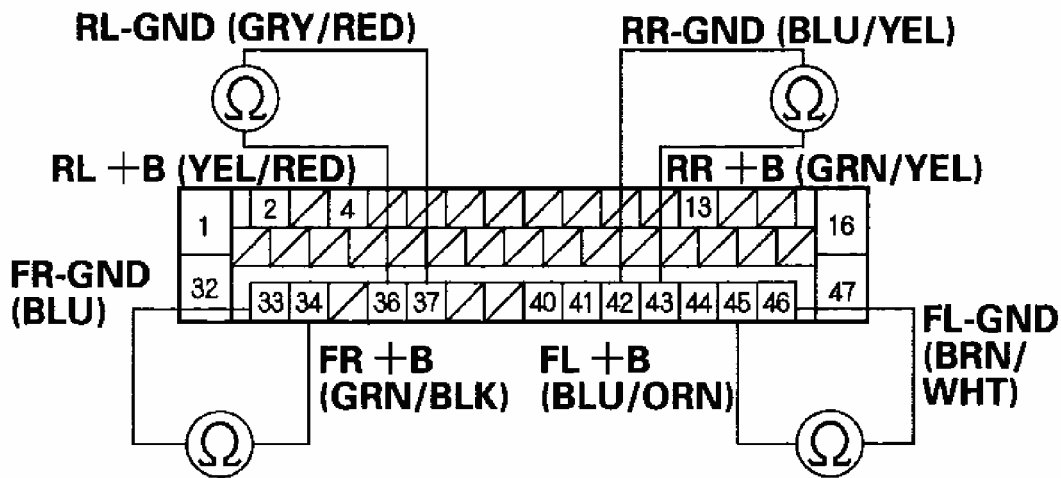 RL-GND (GRY/RED)
RR-GND (BLU/YEL)
Ω
Ω
RL +B (YEL/RED)
RR +B (GRN/YEL)
1
2
4
13
16
FR-GND
(BLU)
32
33
34
36
37
40
41
42
43
44
45
46
47
FR +B
(GRN/BLK)
FL +B
(BLU/ORN)
FL-GND
(BRN/
WHT)
Ω
Ω